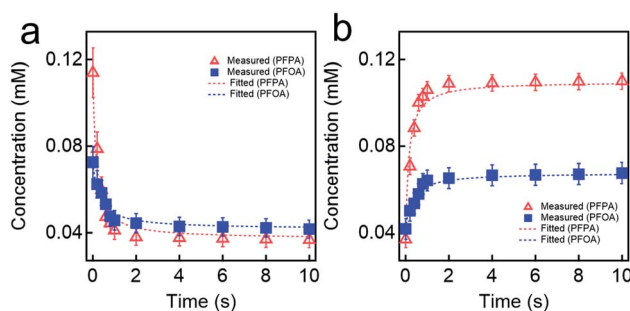 a
Concentration (mM)
0.12
0.08
0.04
Measured (PFPA)
Measured (PFOA)
Fitted (PFPA)
Fitted (PFOA)
0 2 4 6 8 10
Time (s)
b
Concentration (mM)
0.12
0.08
0.04
Measured (PFPA)
Measured (PFOA)
Fitted (PFPA)
Fitted (PFOA)
0 2 4 6 8 10
Time (s)